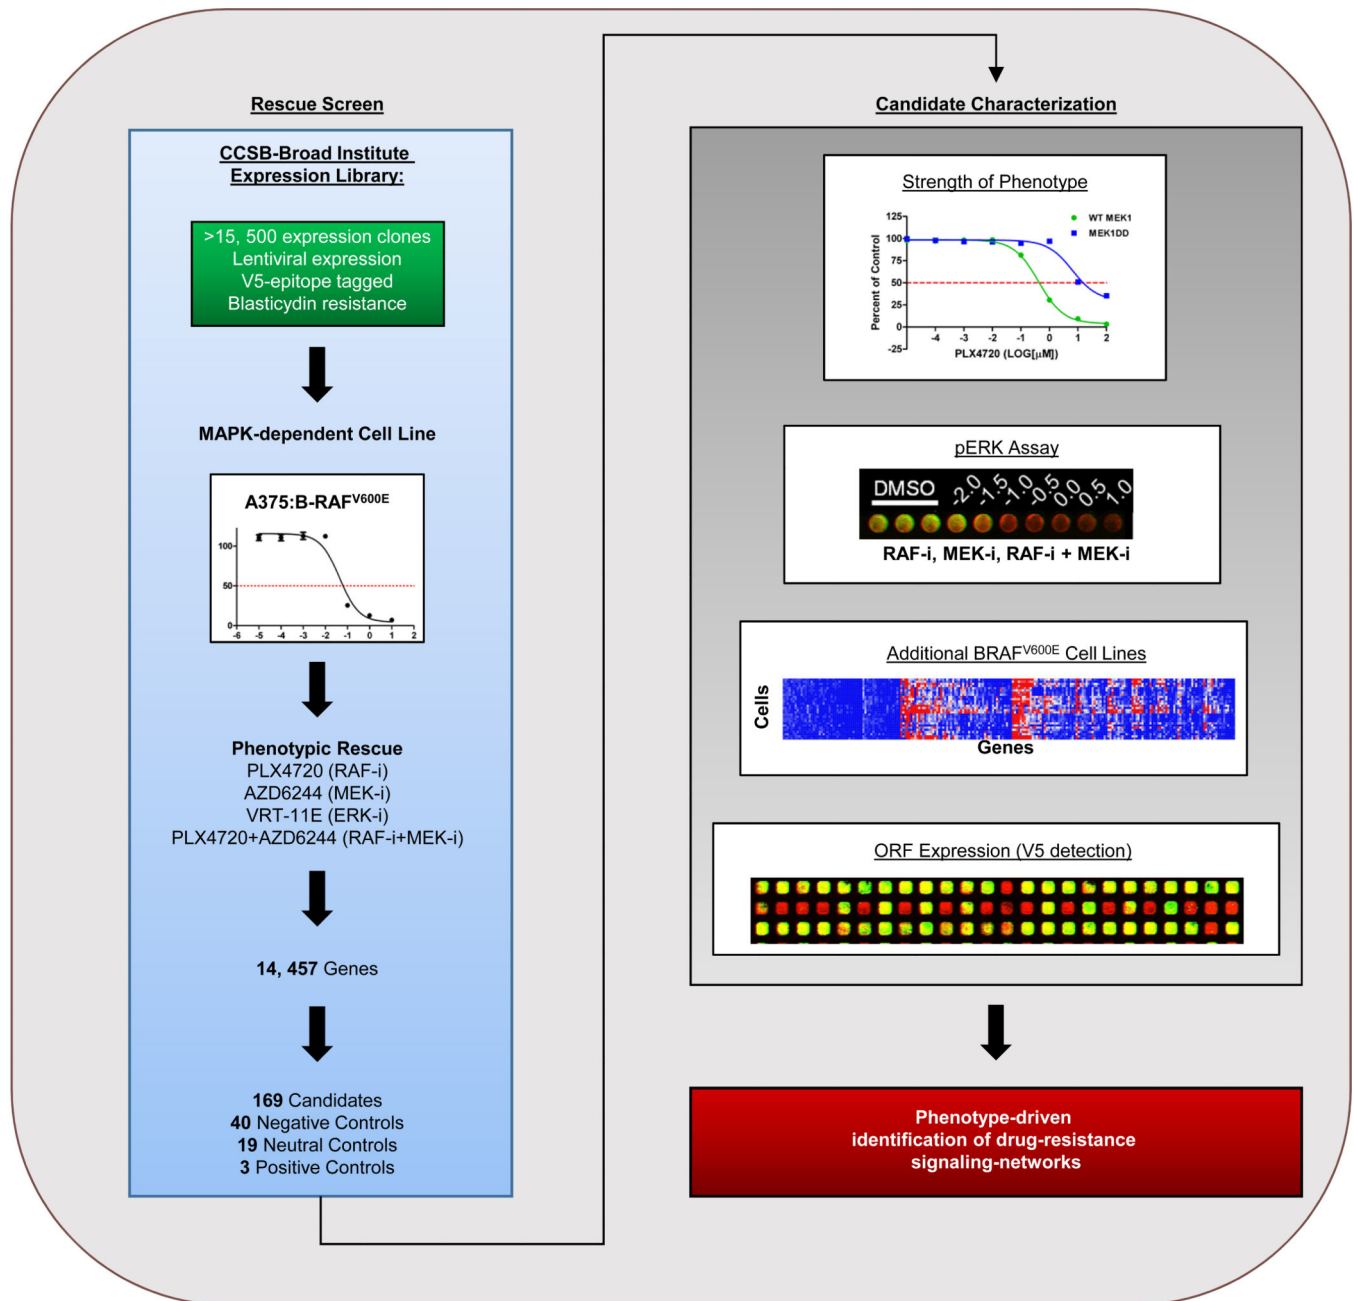 Rescue Screen
CCSB-Broad Institute
Expression Library:
>15, 500 expression clones
Lentiviral expression
V5-epitope tagged
Blasticydin resistance
MAPK-dependent Cell Line
A375:B-RAFV600E
100
50
0
-6 -5 -4 -3 -2 -1 0 1 2
Phenotypic Rescue
PLX4720 (RAF-i)
AZD6244 (MEK-i)
VRT-11E (ERK-i)
PLX4720+AZD6244 (RAF-i+MEK-i)
14, 457 Genes
169 Candidates
40 Negative Controls
19 Neutral Controls
3 Positive Controls
Candidate Characterization
Strength of Phenotype
WT MEK1
MEK1DD
Percent of Control
125
100
75
50
25
0
-25
-4 -3 -2 -1 0 1 2
PLX4720 (LOG[µM])
pERK Assay
DMSO -2.0 -1.5 -1.0 -0.5 0.0 0.5 1.0
RAF-i, MEK-i, RAF-i + MEK-i
Additional BRAFV600E Cell Lines
Cells
Genes
ORF Expression (V5 detection)
Phenotype-driven
identification of drug-resistance
signaling-networks